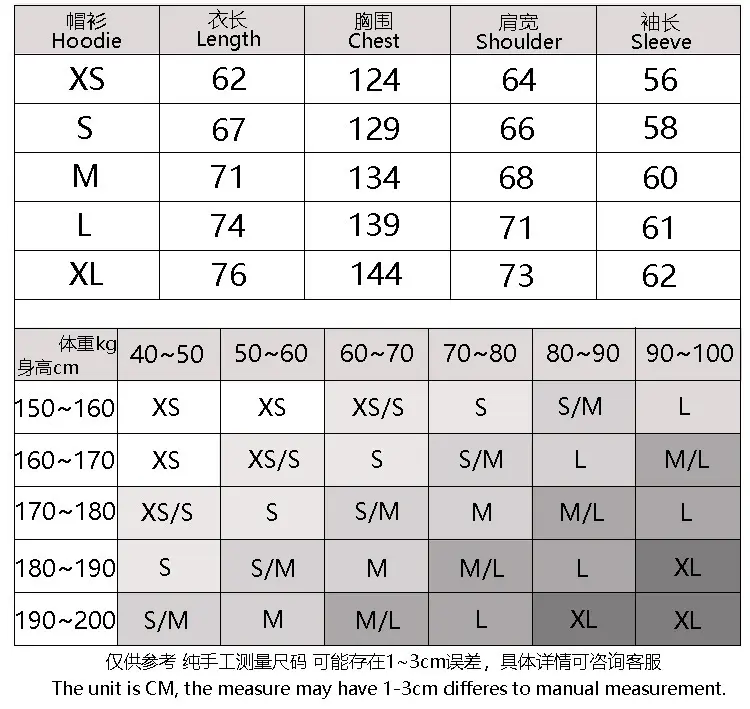 帽衫 衣长 胸围 肩宽 袖长
Hoodie Length Chest Shoulder Sleeve
XS 62 124 64 56
S 67 129 66 58
M 71 134 68 60
L 74 139 71 61
XL 76 144 73 62
体重kg
身高cm 40~50 50~60 60~70 70~80 80~90 90~100
150~160 XS XS XS/S S S/M L
160~170 XS XS/S S S/M L M/L
170~180 XS/S S S/M M M/L L
180~190 S S/M M M/L L XL
190~200 S/M M M/L L XL XL
仅供参考 纯手工测量尺码 可能存在1~3cm误差，具体详情可咨询客服
The unit is CM, the measure may have 1-3cm differes to manual measurement.